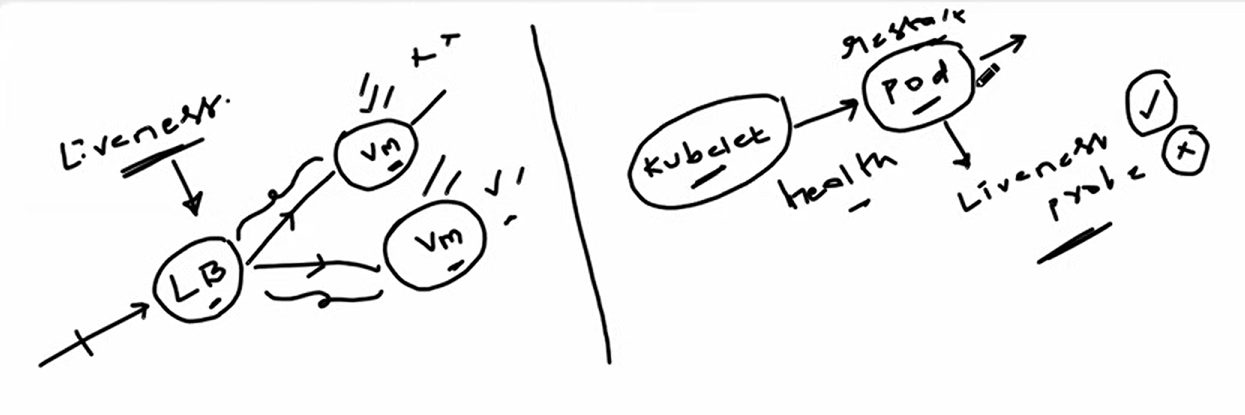 Liveness.
VM
VM
LB
Restart
Pod
Kubelet
health
Liveness
probe